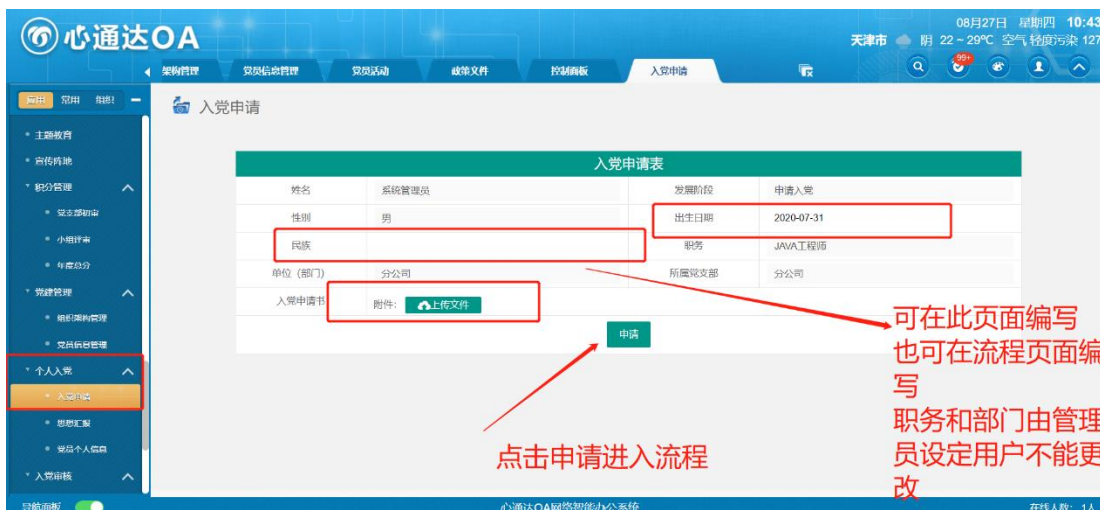 心通达OA
08月27日 星期四 10:43
天津市 阴 22 ~ 29℃ 空气 轻度污染 127
架构管理 党员信息管理 党员活动 政策文件 控制面板 入党申请
99+
应用 常用 组织
入党申请
主题教育
宣传阵地
积分管理
党支部初审
小组评审
年度总分
党建管理
组织架构管理
党员信息管理
个人入党
入党申请
思想汇报
党员个人信息
入党审核
入党申请表
姓名 系统管理员 发展阶段 申请入党
性别 男 出生日期 2020-07-31
民族 职务 JAVA工程师
单位（部门） 分公司 所属党支部 分公司
入党申请书 附件： 上传文件
申请
可在此页面编写
也可在流程页面编
写
职务和部门由管理
员设定用户不能更
改
点击申请进入流程
导航面板 心通达OA网络智能办公系统 在线人数：1人